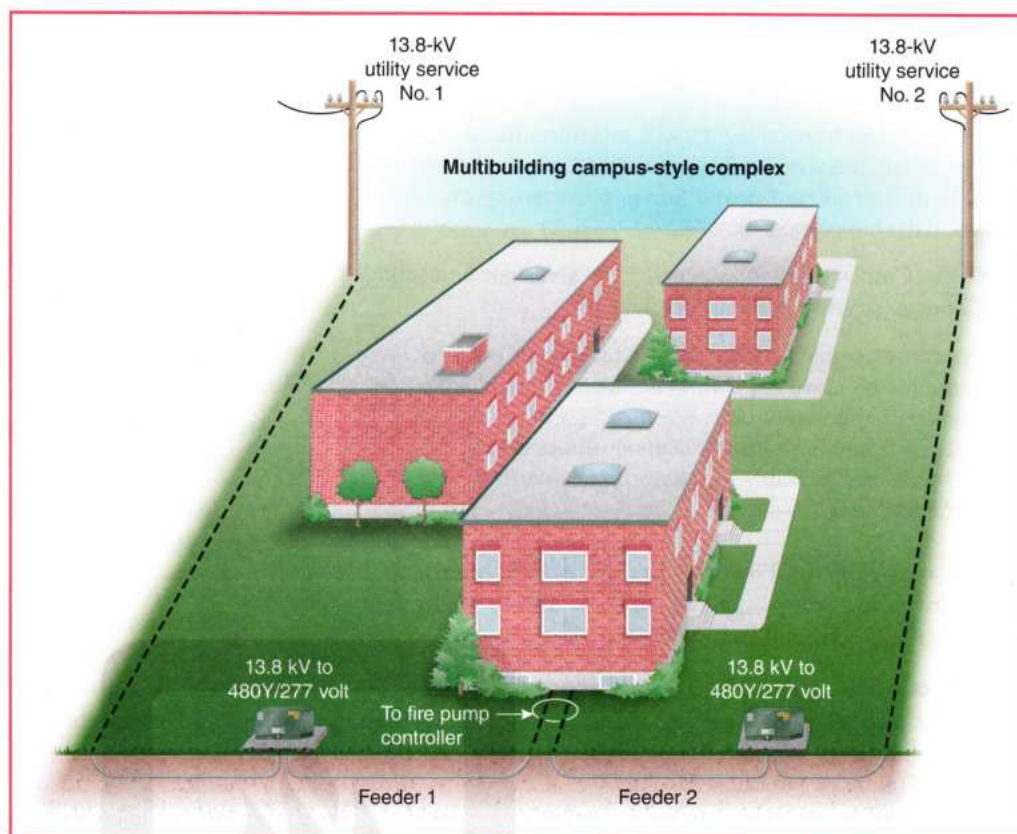 13.8-kV
utility service
No. 1
13.8-kV
utility service
No. 2
Multibuilding campus-style complex
13.8 kV to
480Y/277 volt
13.8 kV to
480Y/277 volt
To fire pump
controller
Feeder 1
Feeder 2